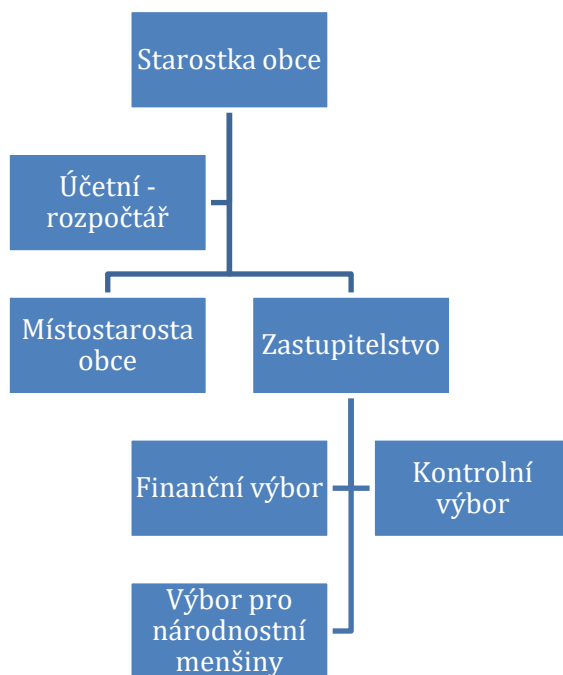 Starostka obce
Účetní -
rozpočtář
Místostarosta
obce
Zastupitelstvo
Finanční výbor
Kontrolní
výbor
Výbor pro
národnostní
menšiny